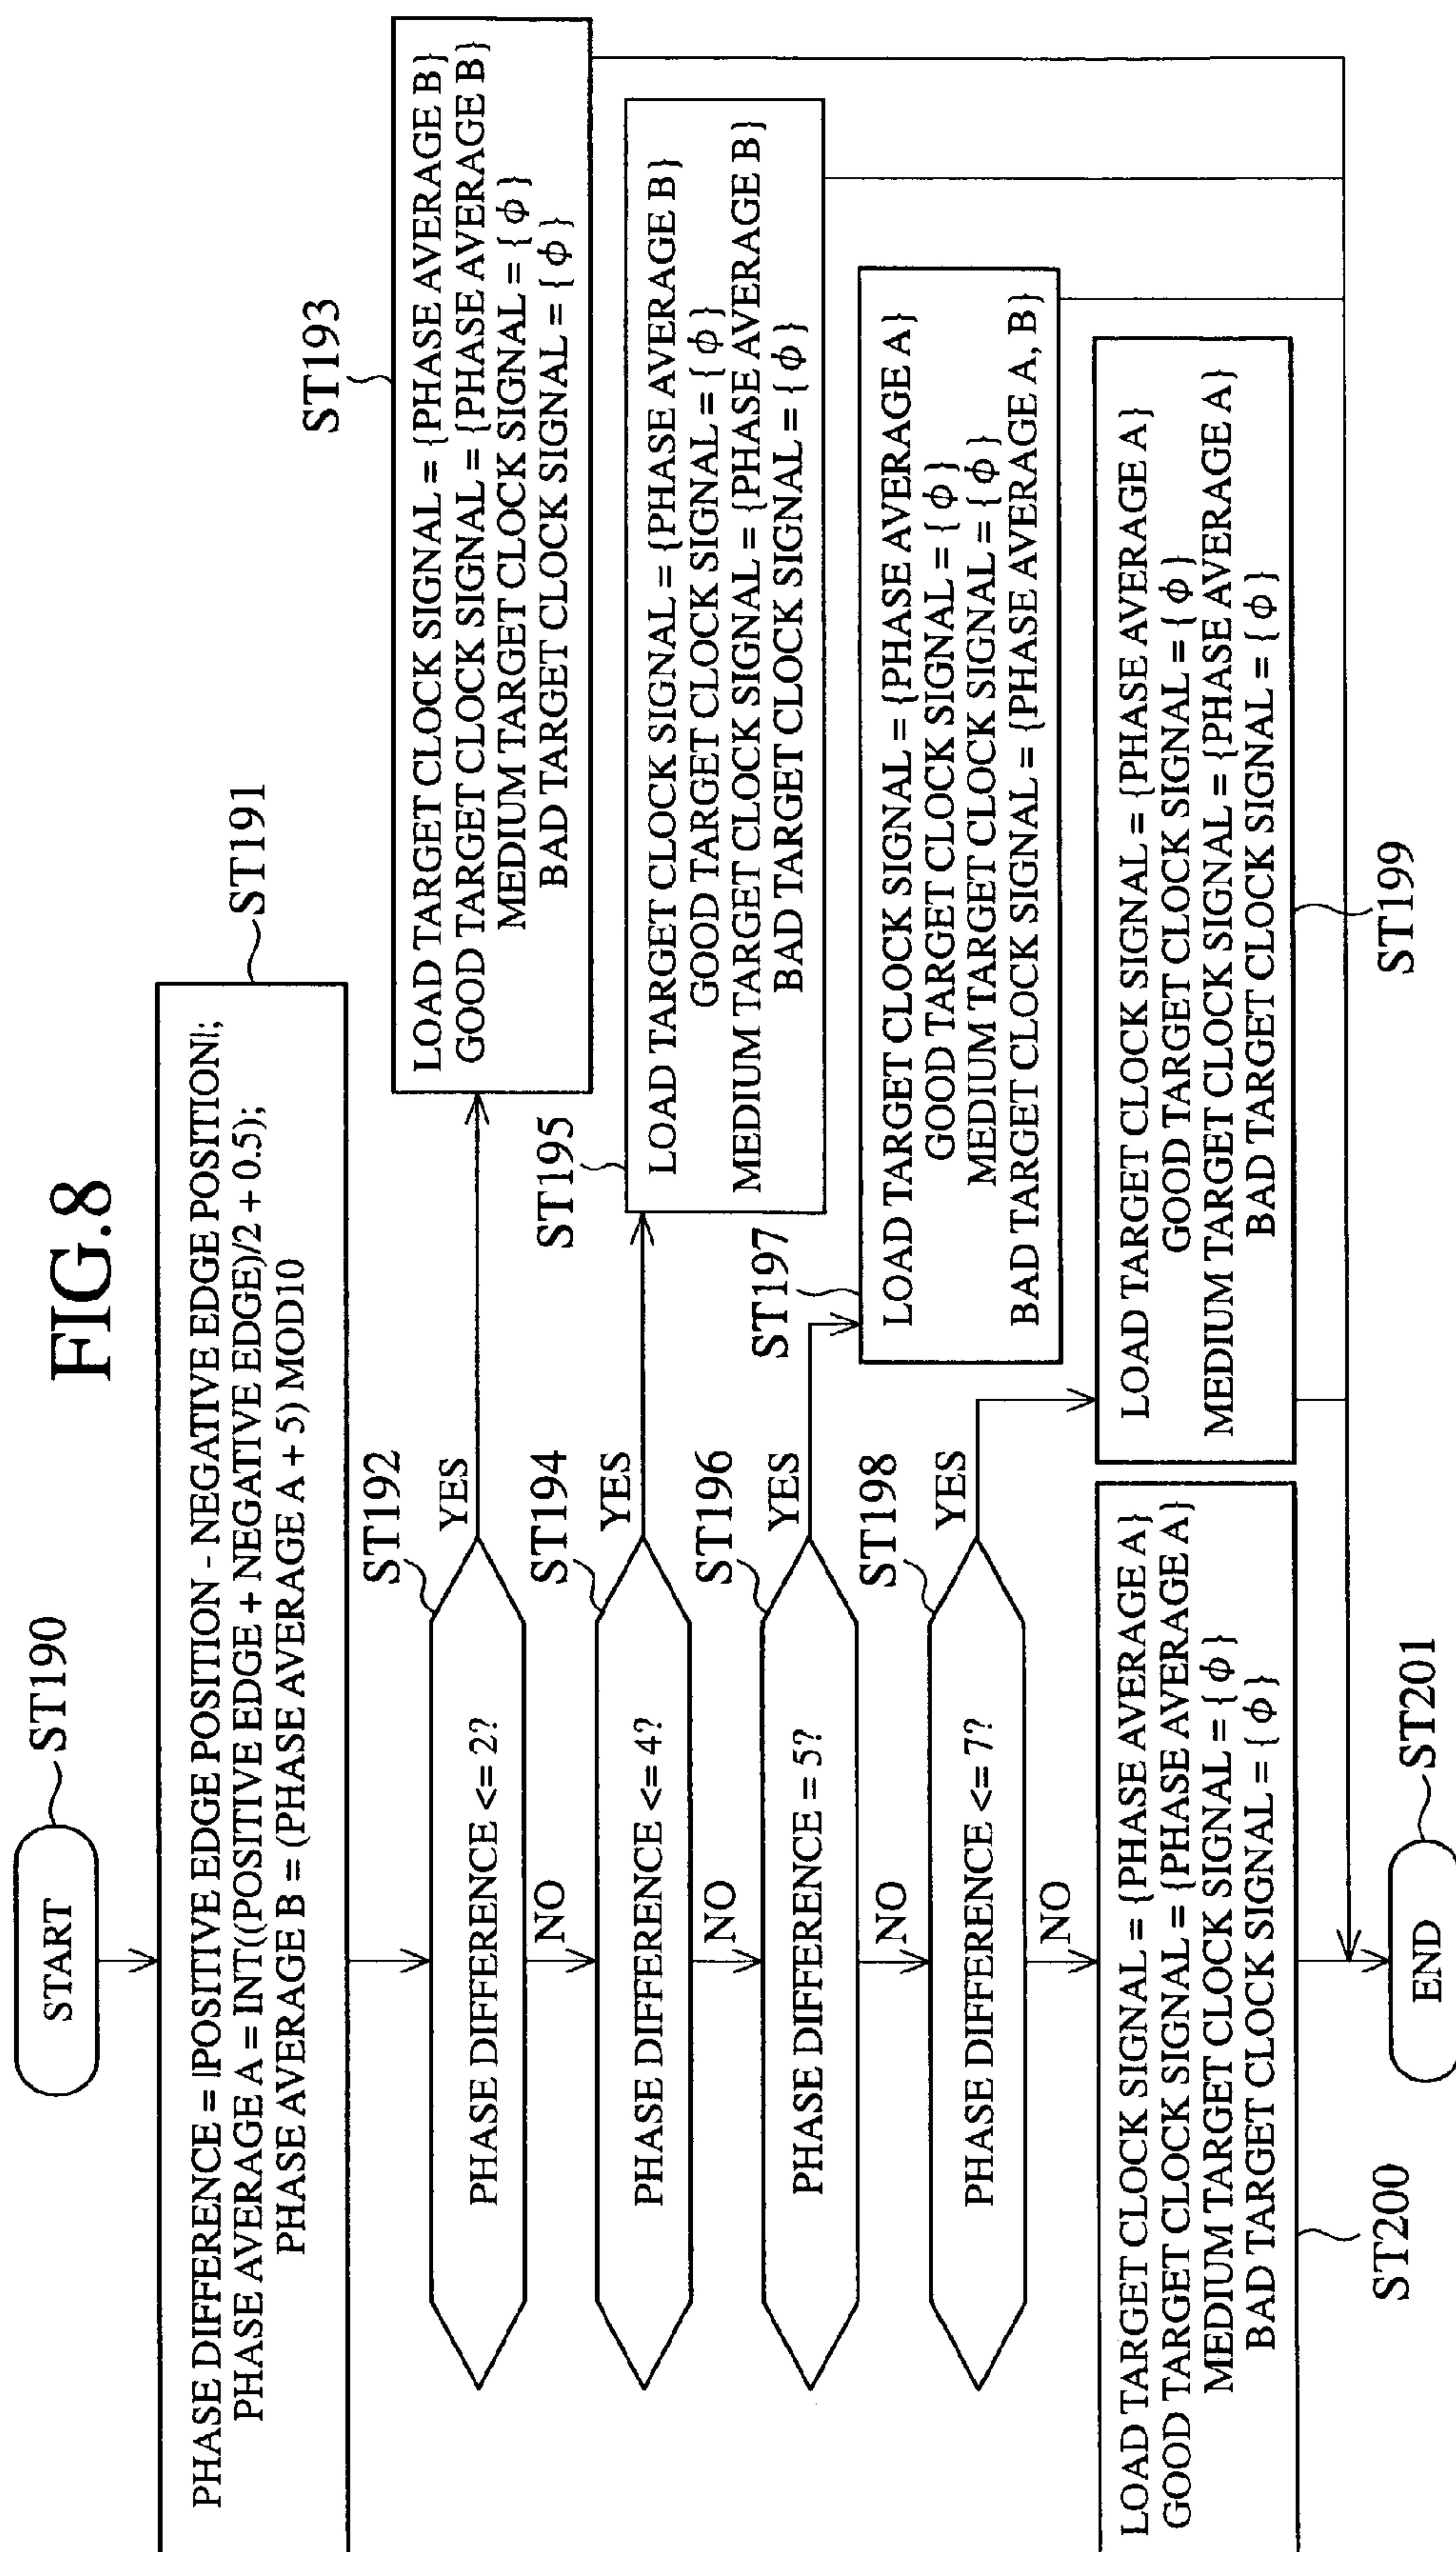 FIG.8
START
ST190
PHASE DIFFERENCE = |POSITIVE EDGE POSITION - NEGATIVE EDGE POSITION|;
PHASE AVERAGE A = INT((POSITIVE EDGE + NEGATIVE EDGE)/2 + 0.5);
PHASE AVERAGE B = (PHASE AVERAGE A + 5) MOD10
ST191
PHASE DIFFERENCE <= 2?
ST192
YES
NO
LOAD TARGET CLOCK SIGNAL = {PHASE AVERAGE B}
GOOD TARGET CLOCK SIGNAL = {PHASE AVERAGE B}
MEDIUM TARGET CLOCK SIGNAL = { ϕ }
BAD TARGET CLOCK SIGNAL = { ϕ }
ST193
PHASE DIFFERENCE <= 4?
ST194
YES
NO
LOAD TARGET CLOCK SIGNAL = {PHASE AVERAGE B}
GOOD TARGET CLOCK SIGNAL = { ϕ }
MEDIUM TARGET CLOCK SIGNAL = {PHASE AVERAGE B}
BAD TARGET CLOCK SIGNAL = { ϕ }
ST195
PHASE DIFFERENCE = 5?
ST196
YES
NO
LOAD TARGET CLOCK SIGNAL = {PHASE AVERAGE A}
GOOD TARGET CLOCK SIGNAL = { ϕ }
MEDIUM TARGET CLOCK SIGNAL = { ϕ }
BAD TARGET CLOCK SIGNAL = {PHASE AVERAGE A, B}
ST197
PHASE DIFFERENCE <= 7?
ST198
YES
NO
LOAD TARGET CLOCK SIGNAL = {PHASE AVERAGE A}
GOOD TARGET CLOCK SIGNAL = { ϕ }
MEDIUM TARGET CLOCK SIGNAL = {PHASE AVERAGE A}
BAD TARGET CLOCK SIGNAL = { ϕ }
ST199
LOAD TARGET CLOCK SIGNAL = {PHASE AVERAGE A}
GOOD TARGET CLOCK SIGNAL = {PHASE AVERAGE A}
MEDIUM TARGET CLOCK SIGNAL = { ϕ }
BAD TARGET CLOCK SIGNAL = { ϕ }
ST200
END
ST201